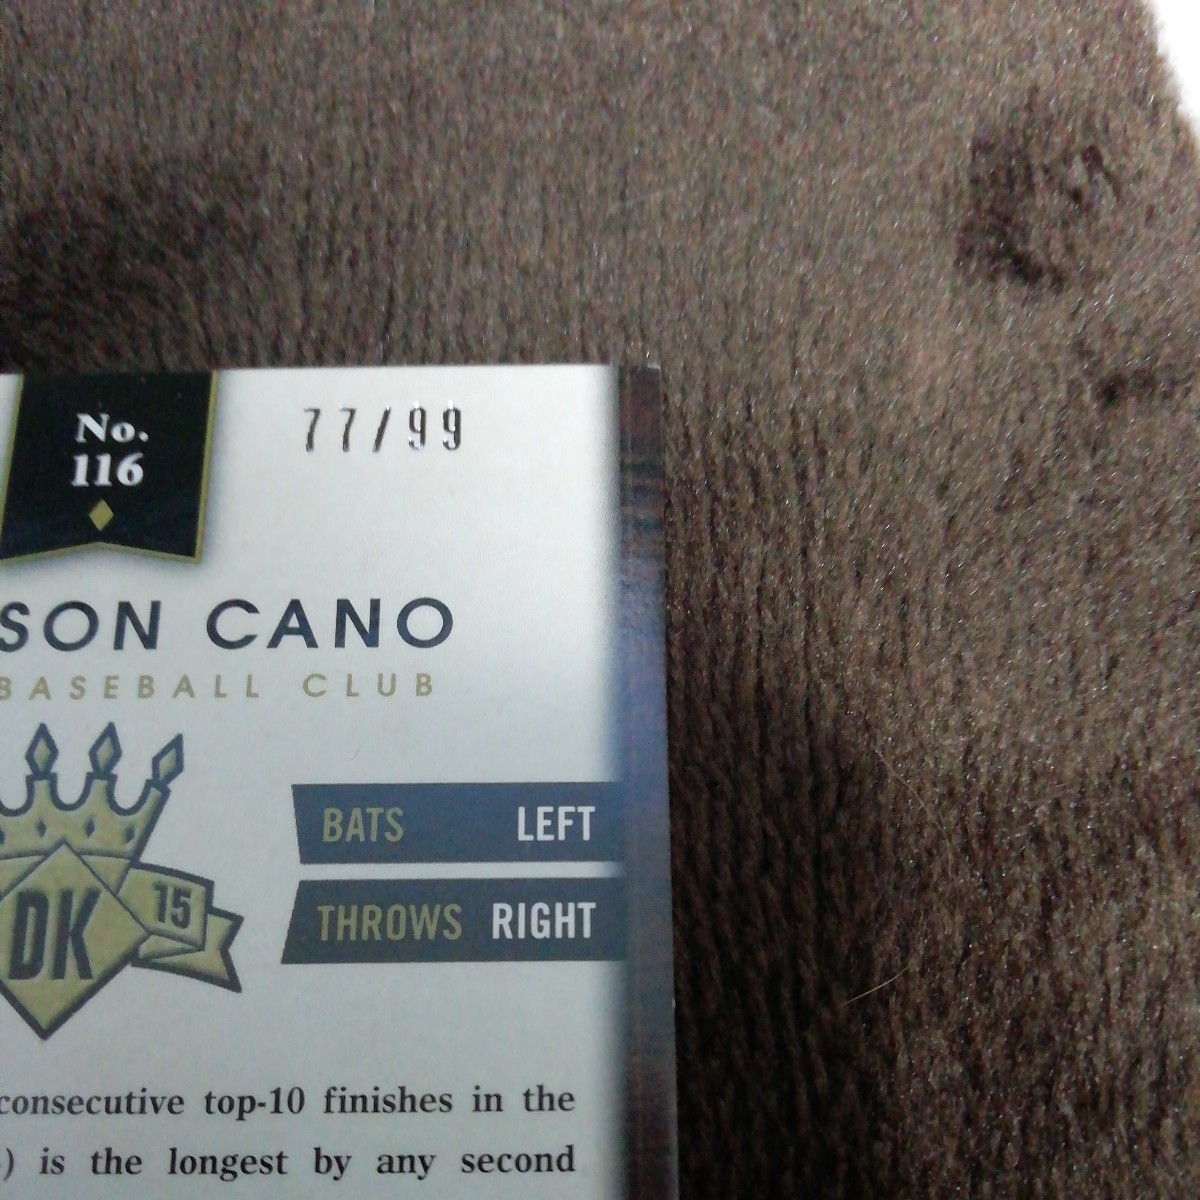 No.
116
77/99
SON CANO
BASEBALL CLUB
BATS LEFT
15
DK
THROWS RIGHT
consecutive top-10 finishes in the
) is the longest by any second